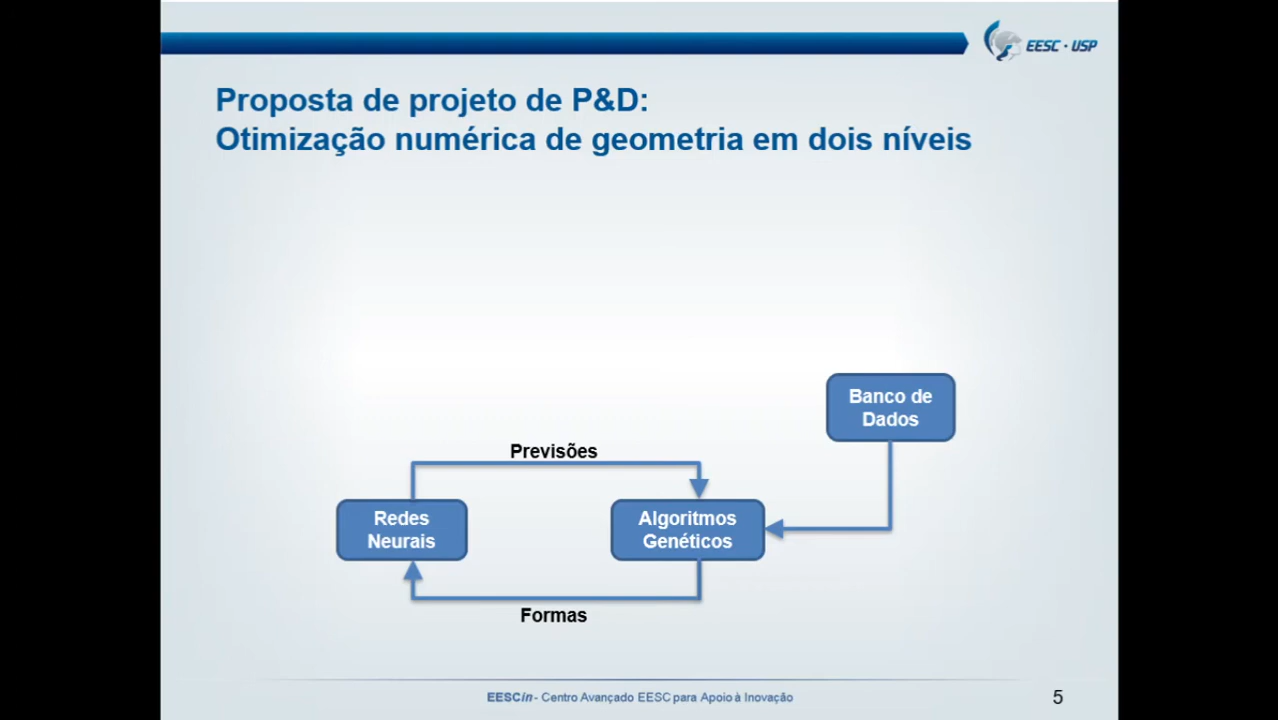 EESC · USP
Proposta de projeto de P&D:
Otimização numérica de geometria em dois níveis
Banco de
Dados
Previsões
Redes
Neurais
Algoritmos
Genéticos
Formas
EESCin - Centro Avançado EESC para Apoio à Inovação
5